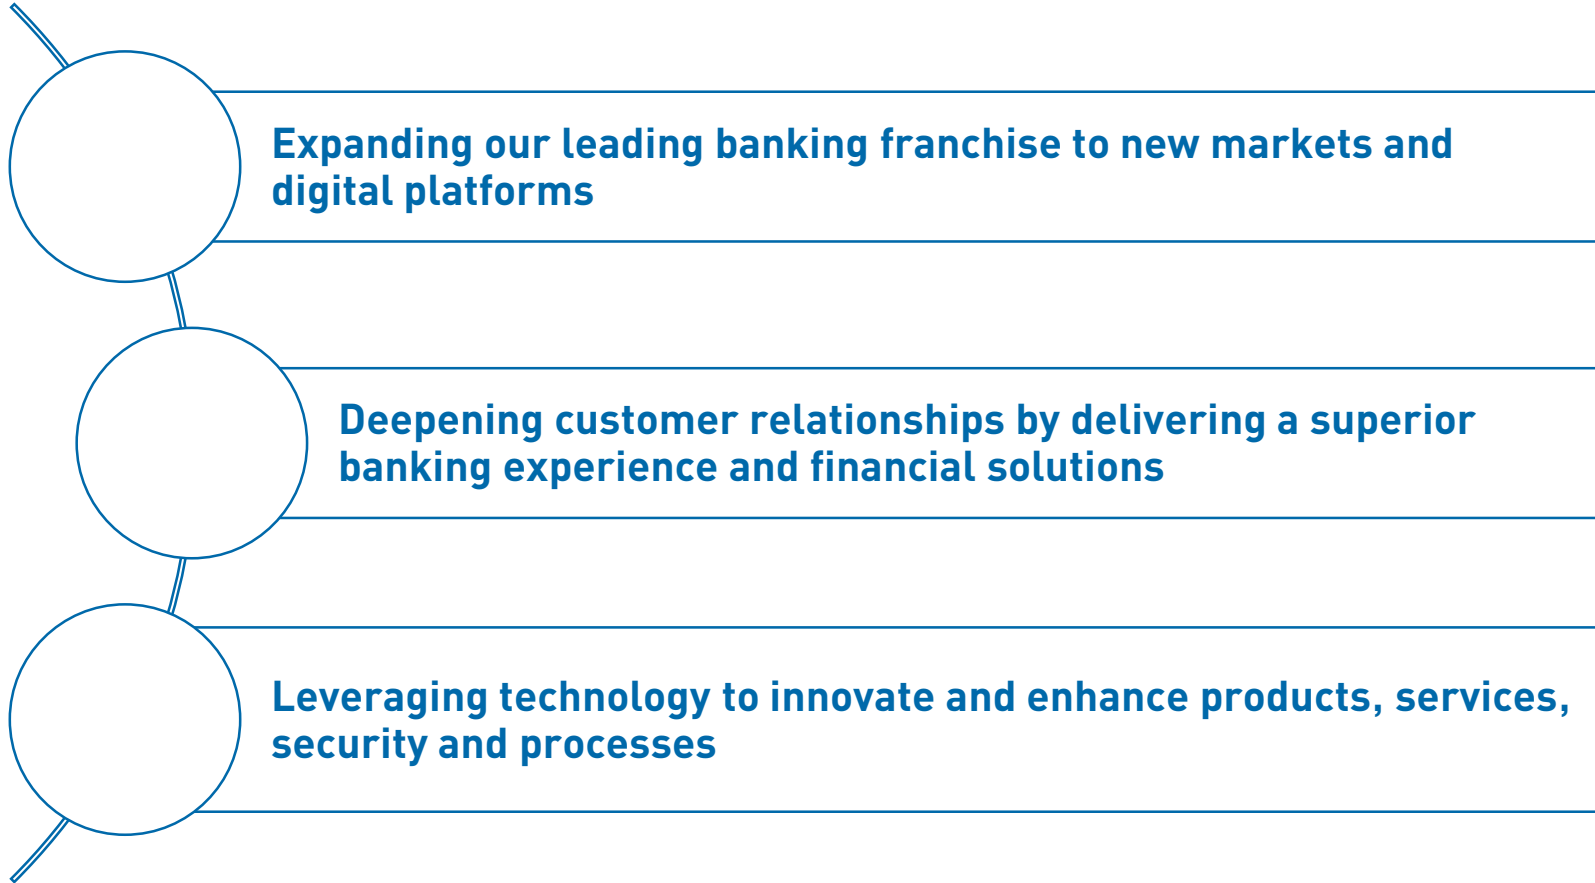 Expanding our leading banking franchise to new markets and
digital platforms
Deepening customer relationships by delivering a superior
banking experience and financial solutions
Leveraging technology to innovate and enhance products, services,
security and processes